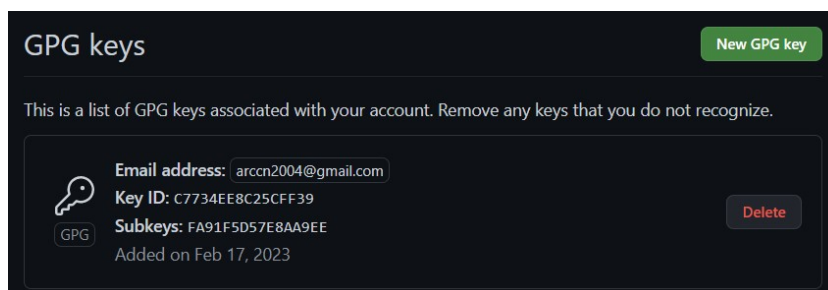 GPG keys
New GPG key
This is a list of GPG keys associated with your account. Remove any keys that you do not recognize.
Email address: arccn2004@gmail.com
Key ID: C7734EE8C25CFF39
Subkeys: FA91F5D57E8AA9EE
GPG
Added on Feb 17, 2023
Delete